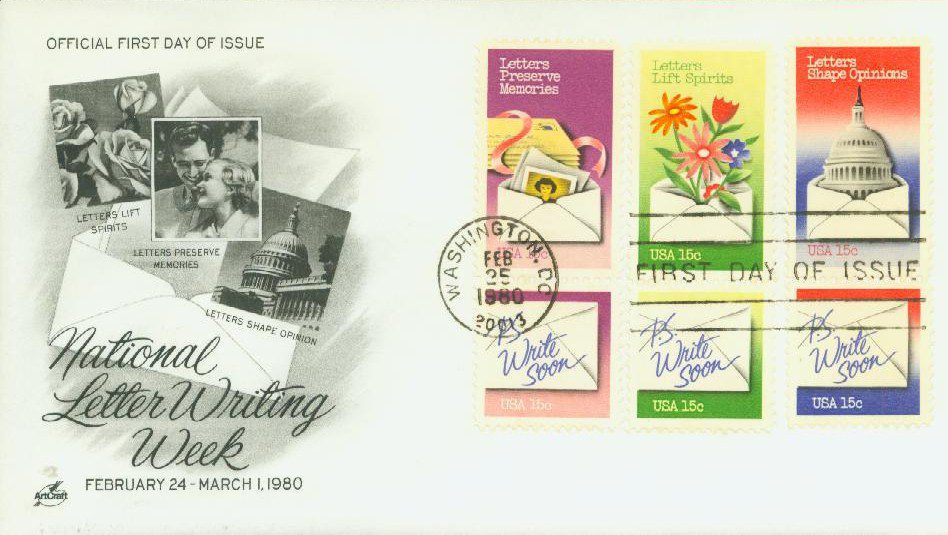 OFFICIAL FIRST DAY OF ISSUE
LETTERS LIFT
SPIRITS
LETTERS PRESERVE
MEMORIES
LETTERS SHAPE OPINION
National
Letter Writing
Week
FEBRUARY 24 - MARCH 1, 1980
ArtCraft
Letters
Preserve
Memories
USA 15c
Letters
Lift Spirits
USA 15c
Letters
Shape Opinions
USA 15c
WASHINGTON, DC
FEB
25
1980
20013
FIRST DAY OF ISSUE
P.S.
Write
Soon
USA 15c
P.S.
Write
Soon
USA 15c
P.S.
Write
Soon
USA 15c